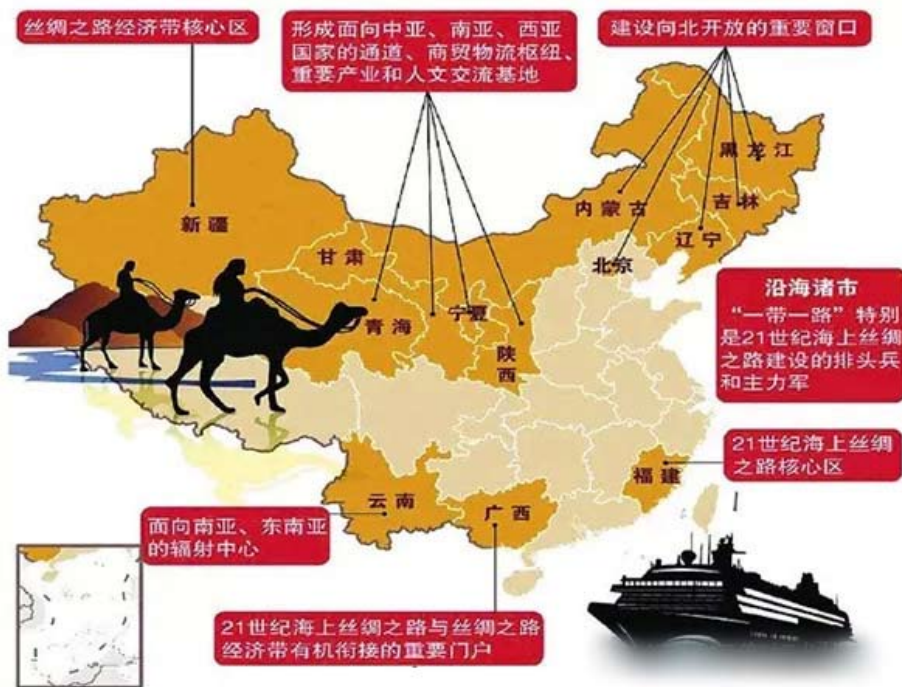 丝绸之路经济带核心区
形成面向中亚、南亚、西亚
国家的通道、商贸物流枢纽、
重要产业和人文交流基地
建设向北开放的重要窗口
黑龙江
吉林
内蒙古
辽宁
北京
新疆
甘肃
青海
宁夏
陕
西
沿海诸市
“一带一路”特别
是21世纪海上丝绸
之路建设的排头兵
和主力军
21世纪海上丝绸
之路核心区
福建
云南
广西
面向南亚、东南亚
的辐射中心
21世纪海上丝绸之路与丝绸之路
经济带有机衔接的重要门户